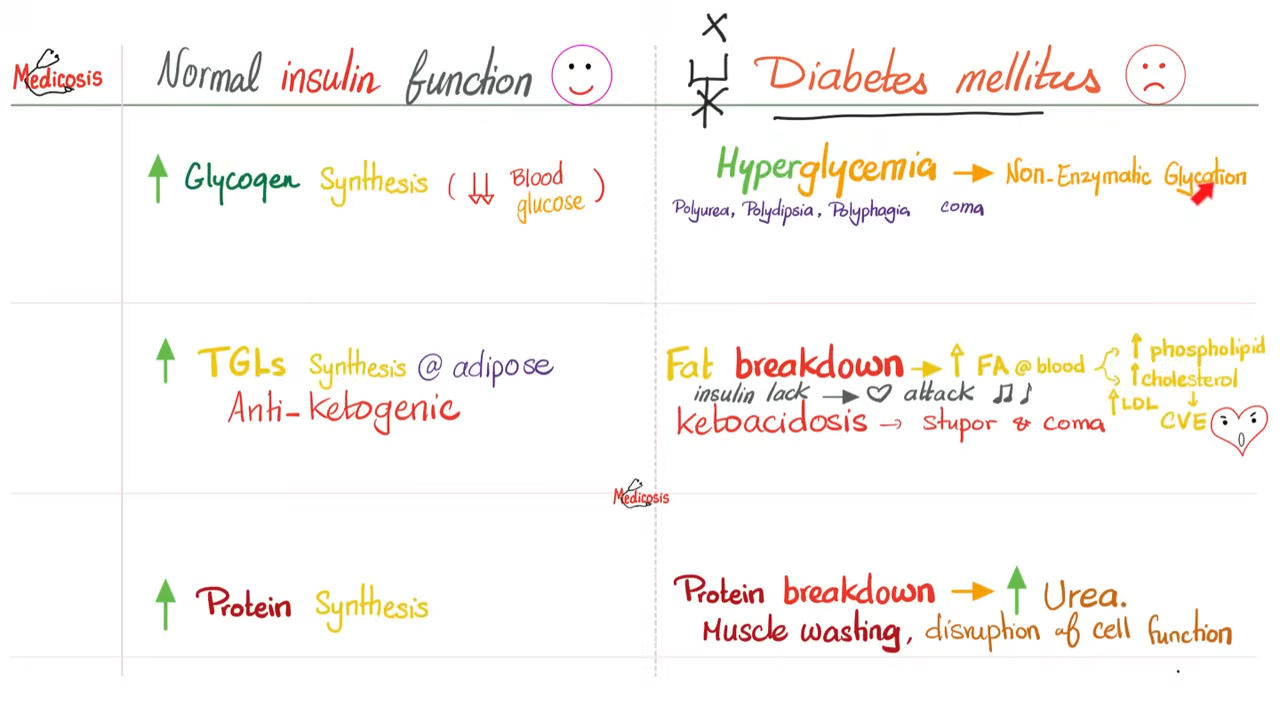 Medicosis
Normal insulin function
Diabetes mellitus
↑ Glycogen Synthesis ( ↓↓ Blood glucose )
Hyperglycemia → Non-Enzymatic Glycation
Polyurea, Polydipsia, Polyphagia, coma
↑ TGLs Synthesis @ adipose
Anti-Ketogenic
Fat breakdown → ↑ FA @ blood
↑ phospholipid
↑ cholesterol
insulin lack → ♡ attack ♫♪
↑ LDL
↓
CVE
ketoacidosis → stupor & coma
Medicosis
↑ Protein Synthesis
Protein breakdown → ↑ Urea.
Muscle wasting, disruption of cell function